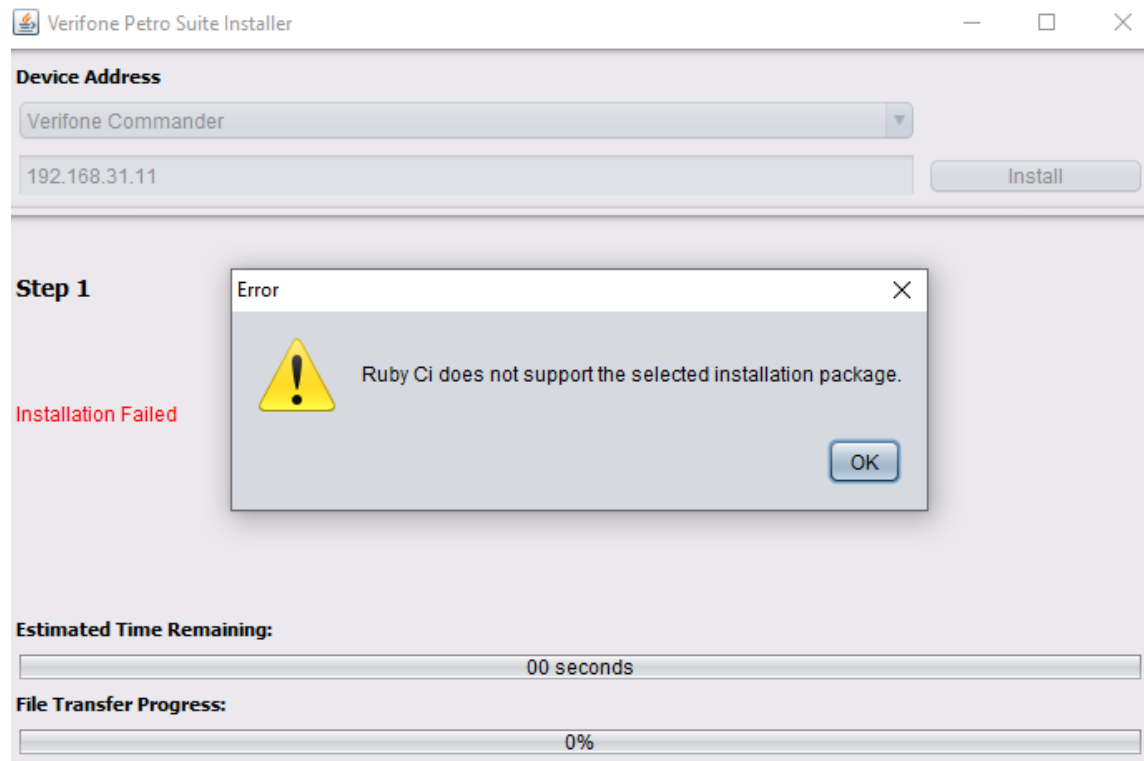 Verifone Petro Suite Installer
Device Address
Verifone Commander
192.168.31.11
Install
Step 1
Error
Ruby Ci does not support the selected installation package.
Installation Failed
OK
Estimated Time Remaining:
00 seconds
File Transfer Progress:
0%